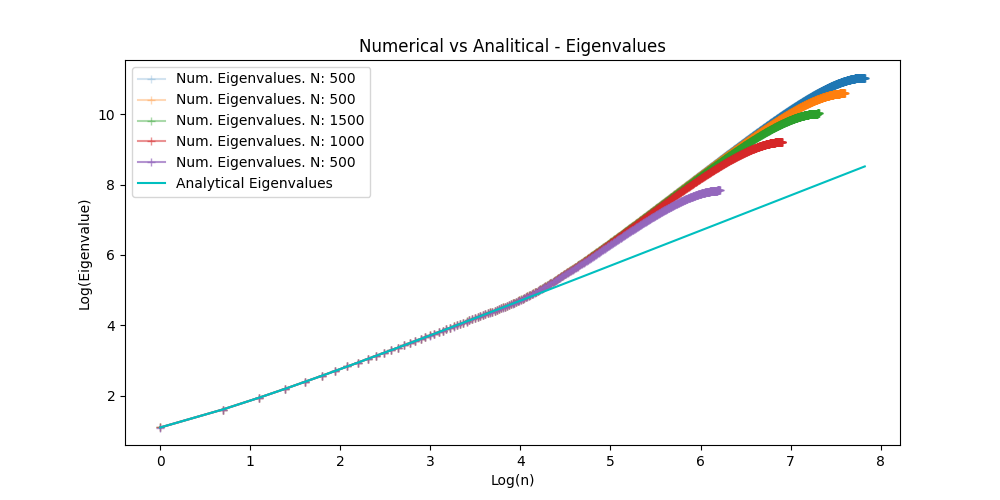 Numerical vs Analitical - Eigenvalues
Num. Eigenvalues. N: 500
Num. Eigenvalues. N: 500
Num. Eigenvalues. N: 1500
Num. Eigenvalues. N: 1000
Num. Eigenvalues. N: 500
Analytical Eigenvalues
Log(Eigenvalue)
10
8
6
4
2
0 1 2 3 4 5 6 7 8
Log(n)